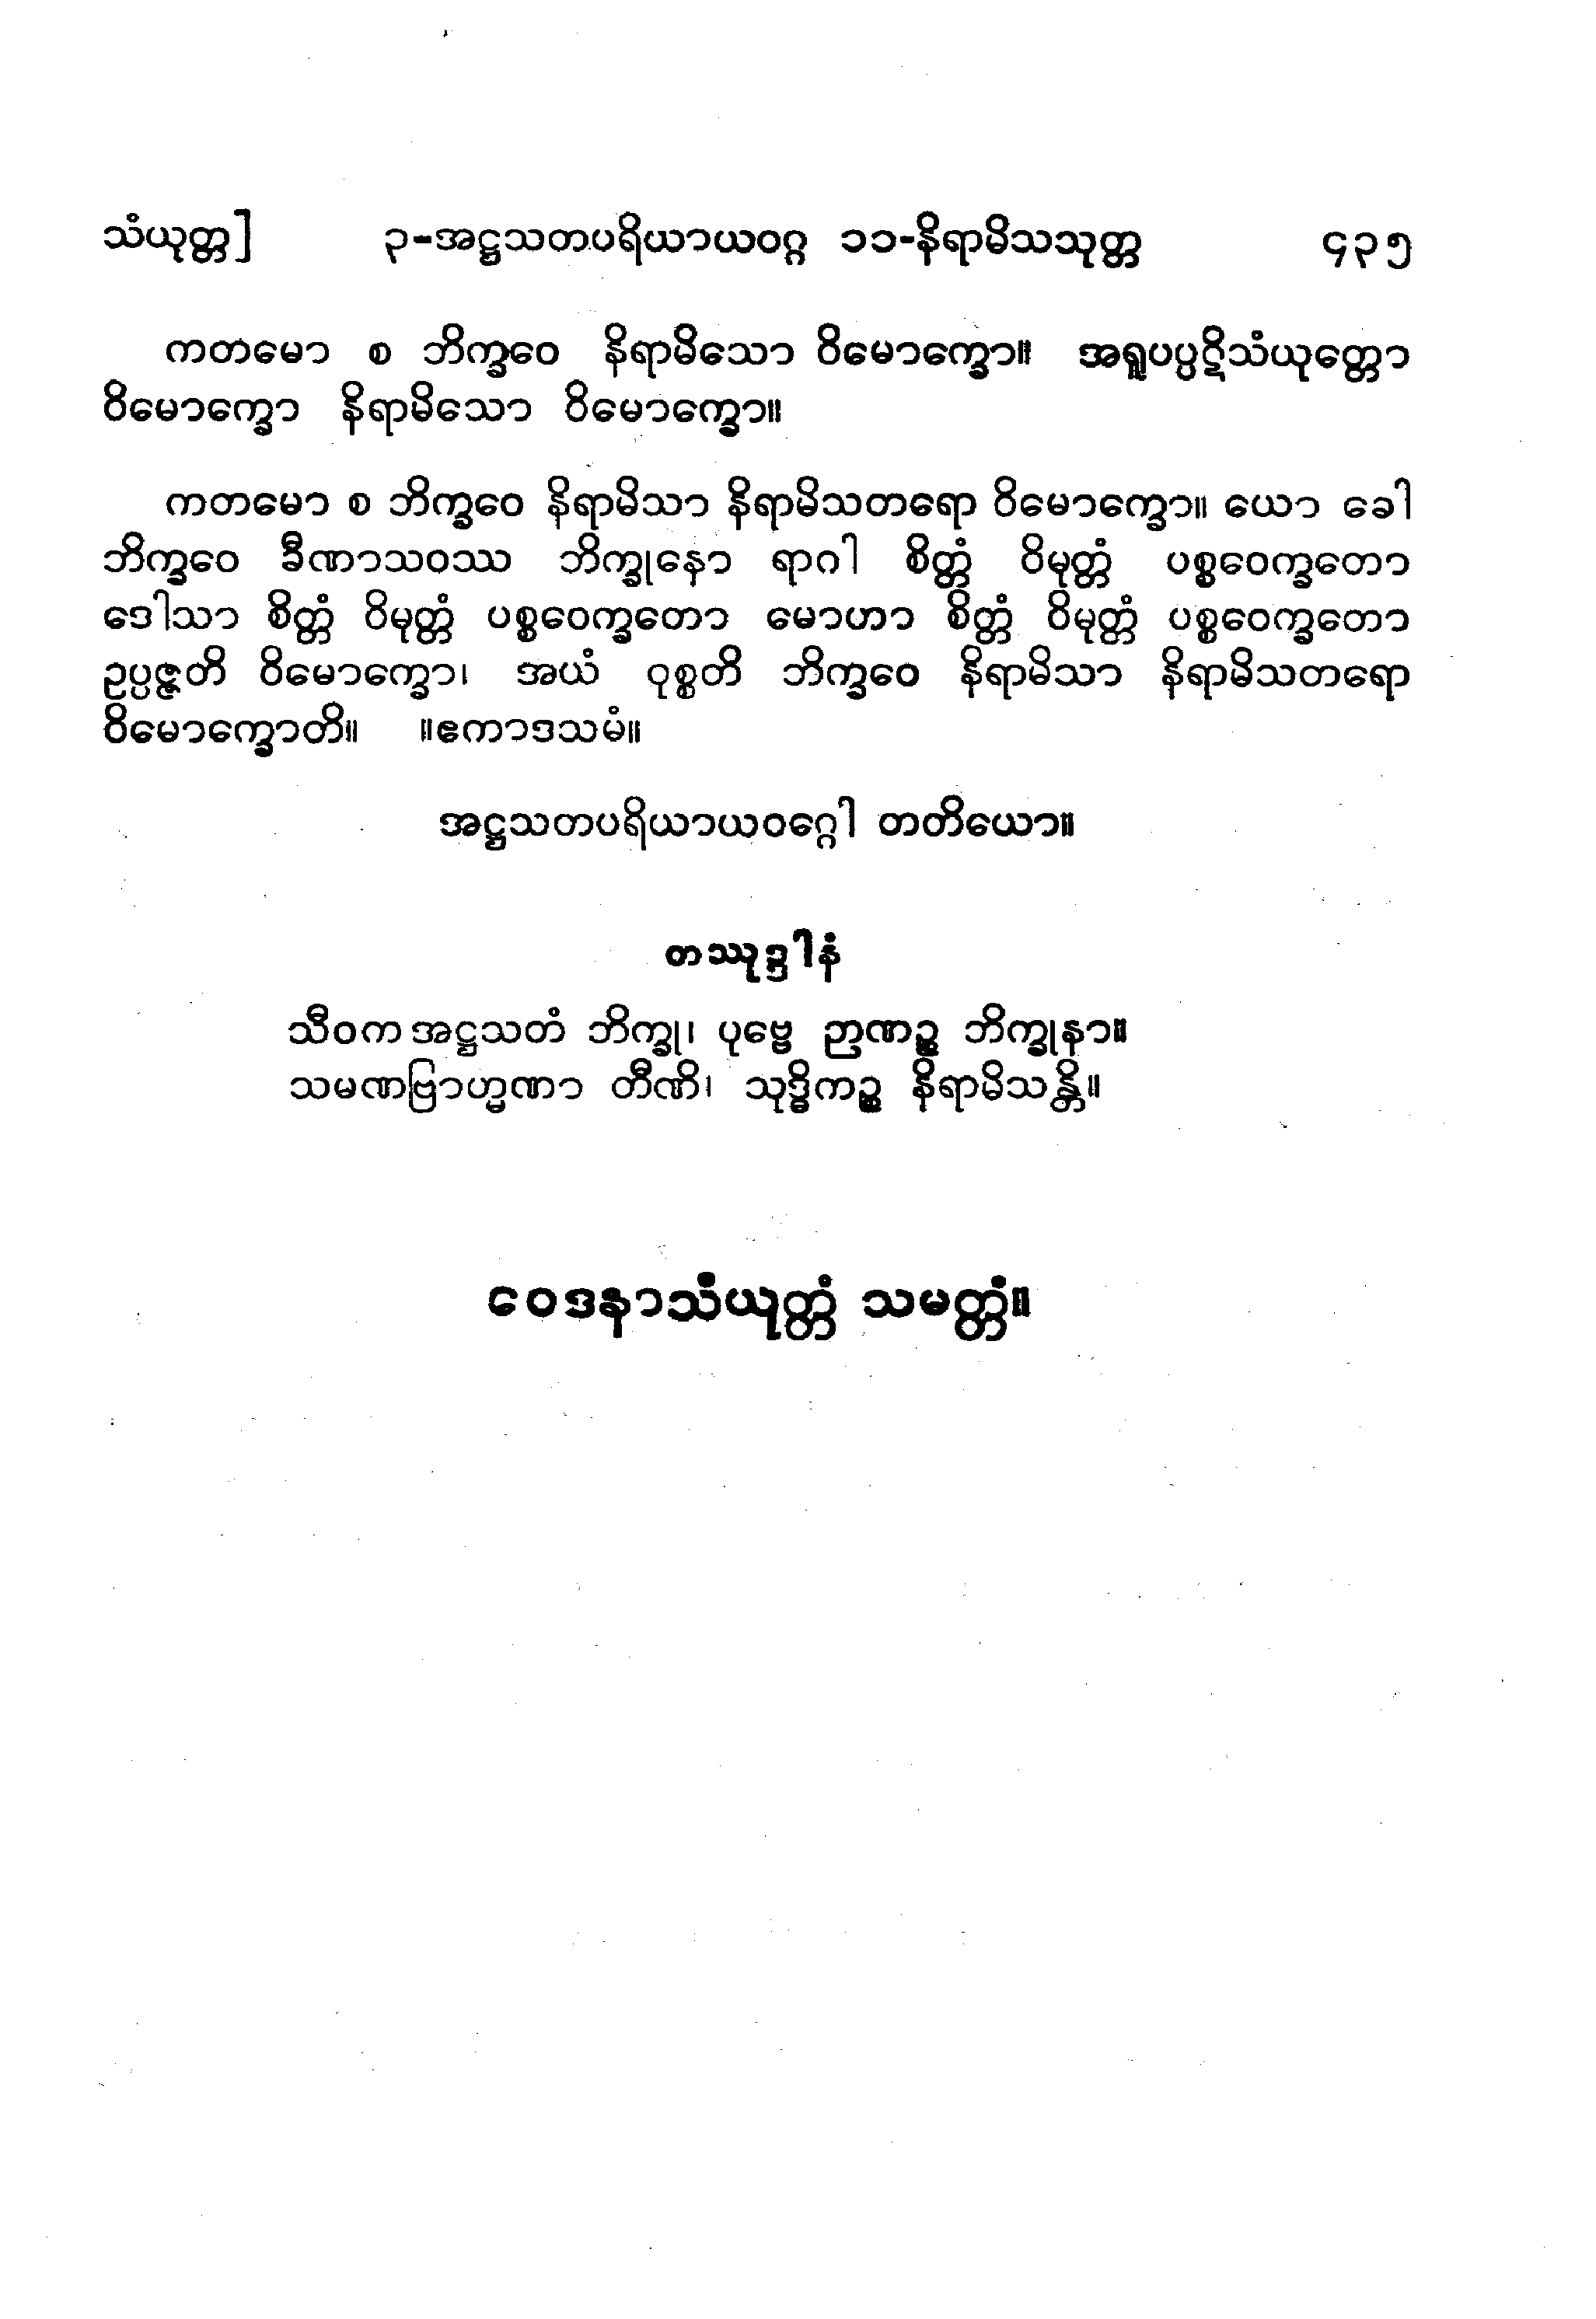 သံယုတ္တ] ၃-အဋ္ဌသတပရိယာယဝဂ္ဂ ၁၁-နိရာမိသသုတ္တ ၄၃၅
ကတမော စ ဘိက္ခဝေ နိရာမိသော ဝိမောက္ခော။ အရူပပ္ပဋိသံယုတ္တော
ဝိမောက္ခော နိရာမိသော ဝိမောက္ခော။
ကတမော စ ဘိက္ခဝေ နိရာမိသာ နိရာမိသတရော ဝိမောက္ခော။ ယော ခေါ
ဘိက္ခဝေ ခီဏာသဝဿ ဘိက္ခုနော ရာဂါ စိတ္တံ ဝိမုတ္တံ ပစ္စဝေက္ခတော
ဒေါသာ စိတ္တံ ဝိမုတ္တံ ပစ္စဝေက္ခတော မောဟာ စိတ္တံ ဝိမုတ္တံ ပစ္စဝေက္ခတော
ဥပ္ပဇ္ဇတိ ဝိမောက္ခော၊ အယံ ဝုစ္စတိ ဘိက္ခဝေ နိရာမိသာ နိရာမိသတရော
ဝိမောက္ခောတိ။ ။ဧကာဒသမံ။
အဋ္ဌသတပရိယာယဝဂ္ဂေါ တတိယော။
တဿုဒ္ဒါနံ
သီဝကအဋ္ဌသတံ ဘိက္ခု၊ ပုဗ္ဗေ ဉာဏဉ္စ ဘိက္ခုနာ။
သမဏဗြာဟ္မဏာ တီဏိ၊ သုဒ္ဓိကဉ္စ နိရာမိသန္တိ။
ဝေဒနာသံယုတ္တံ သမတ္တံ။